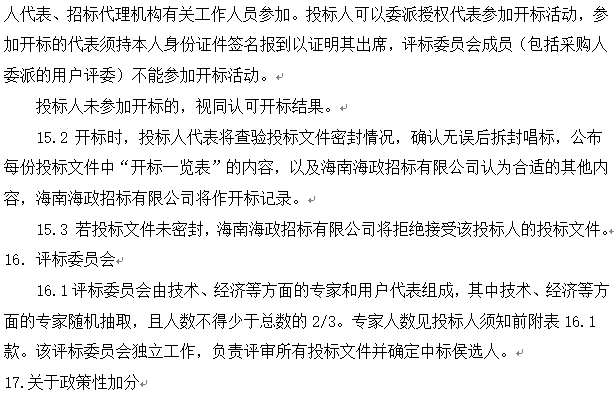 人代表、招标代理机构有关工作人员参加。投标人可以委派授权代表参加开标活动，参
加开标的代表须持本人身份证件签名报到以证明其出席，评标委员会成员（包括采购人
委派的用户评委）不能参加开标活动。
投标人未参加开标的，视同认可开标结果。
15.2 开标时，投标人代表将查验投标文件密封情况，确认无误后拆封唱标，公布
每份投标文件中“开标一览表”的内容，以及海南海政招标有限公司认为合适的其他内
容，海南海政招标有限公司将作开标记录。
15.3 若投标文件未密封，海南海政招标有限公司将拒绝接受该投标人的投标文件。
16. 评标委员会
16.1评标委员会由技术、经济等方面的专家和用户代表组成，其中技术、经济等方
面的专家随机抽取，且人数不得少于总数的 2/3。专家人数见投标人须知前附表 16.1
款。该评标委员会独立工作，负责评审所有投标文件并确定中标侯选人。
17.关于政策性加分